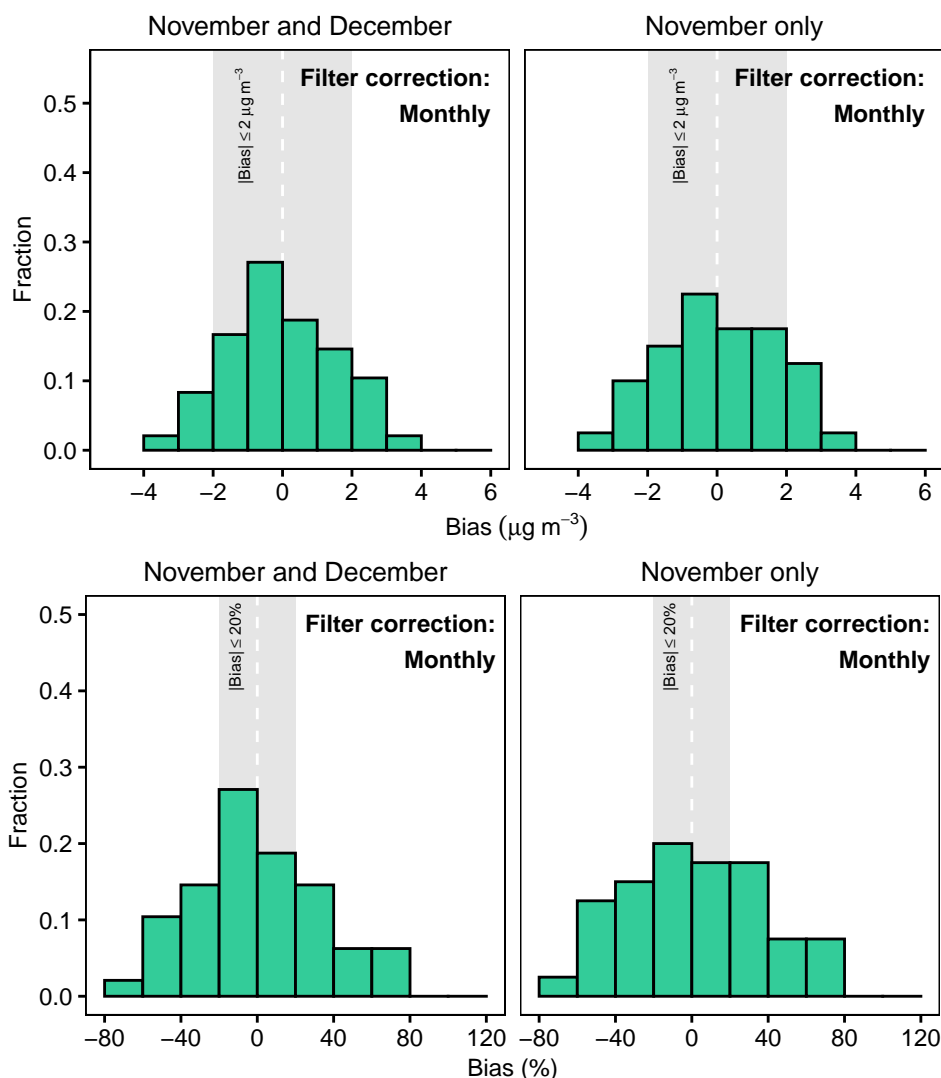 November and December
November only
Filter correction:
Monthly
|Bias| ≤ 2 μg m⁻³
Filter correction:
Monthly
|Bias| ≤ 2 μg m⁻³
Fraction
0.5
0.4
0.3
0.2
0.1
0.0
−4 −2 0 2 4 6
−4 −2 0 2 4 6
Bias (μg m⁻³)
November and December
November only
Filter correction:
Monthly
|Bias| ≤ 20%
Filter correction:
Monthly
|Bias| ≤ 20%
Fraction
0.5
0.4
0.3
0.2
0.1
0.0
−80 −40 0 40 80 120
−80 −40 0 40 80 120
Bias (%)